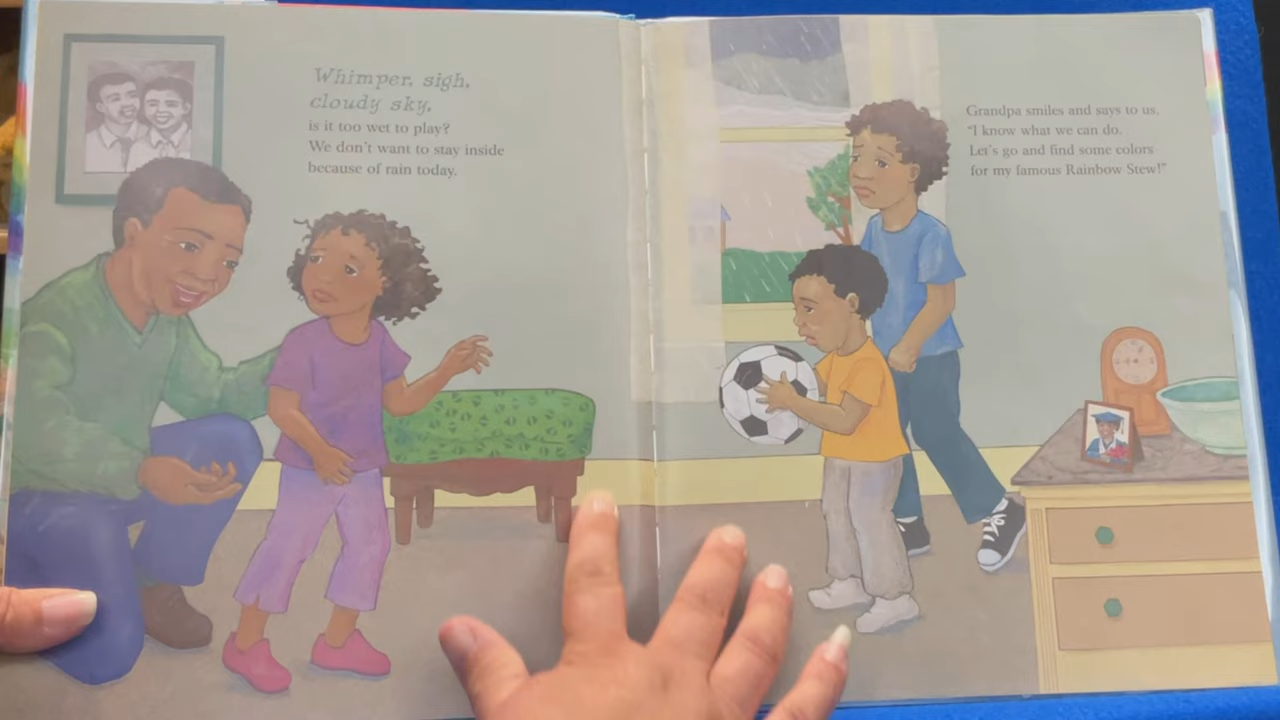 Whimper, sigh,
cloudy sky,
is it too wet to play?
We don't want to stay inside
because of rain today.
Grandpa smiles and says to us,
"I know what we can do.
Let's go and find some colors
for my famous Rainbow Stew!"